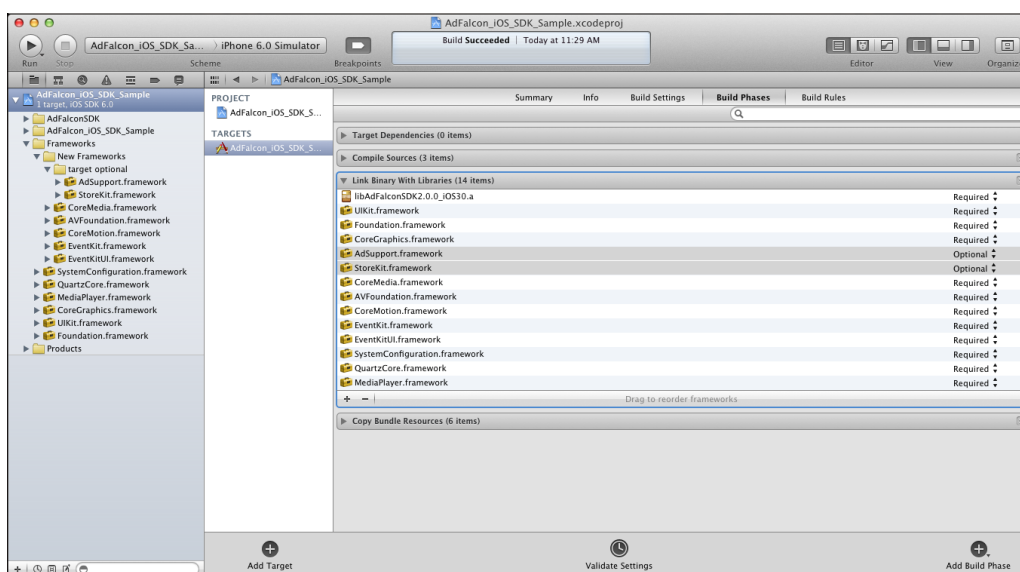 AdFalcon_iOS_SDK_Sample.xcodeproj
AdFalcon_iOS_SDK_Sa... iPhone 6.0 Simulator
Build Succeeded | Today at 11:29 AM
Run Stop Scheme Breakpoints Editor View Organiz
AdFalcon_iOS_SDK_Sample
AdFalcon_iOS_SDK_Sample
1 target, iOS SDK 6.0
AdFalconSDK
AdFalcon_iOS_SDK_Sample
Frameworks
New Frameworks
target optional
AdSupport.framework
StoreKit.framework
CoreMedia.framework
AVFoundation.framework
CoreMotion.framework
EventKit.framework
EventKitUI.framework
SystemConfiguration.framework
QuartzCore.framework
MediaPlayer.framework
CoreGraphics.framework
UIKit.framework
Foundation.framework
Products
PROJECT
AdFalcon_iOS_SDK_S...
TARGETS
AdFalcon_iOS_SDK_S...
Summary Info Build Settings Build Phases Build Rules
Target Dependencies (0 items)
Compile Sources (3 items)
Link Binary With Libraries (14 items)
libAdFalconSDK2.0.0_iOS30.a Required
UIKit.framework Required
Foundation.framework Required
CoreGraphics.framework Required
AdSupport.framework Optional
StoreKit.framework Optional
CoreMedia.framework Required
AVFoundation.framework Required
CoreMotion.framework Required
EventKit.framework Required
EventKitUI.framework Required
SystemConfiguration.framework Required
QuartzCore.framework Required
MediaPlayer.framework Required
+ − Drag to reorder frameworks
Copy Bundle Resources (6 items)
Add Target Validate Settings Add Build Phase